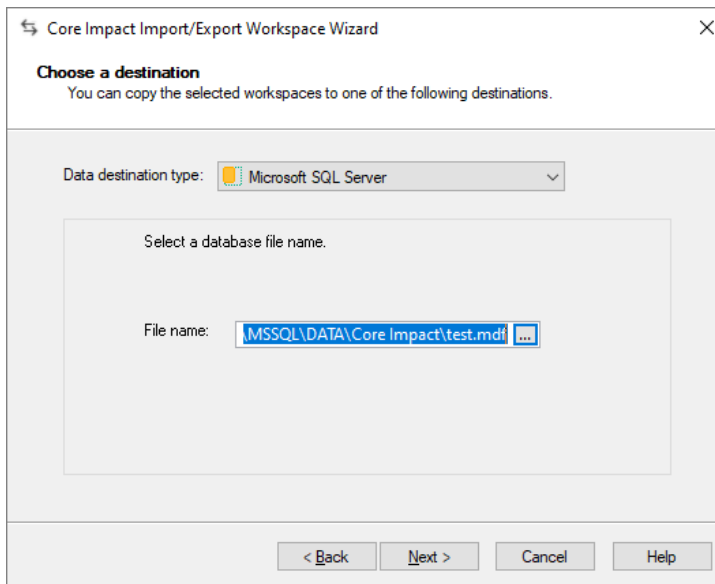 Core Impact Import/Export Workspace Wizard
Choose a destination
You can copy the selected workspaces to one of the following destinations.
Data destination type: Microsoft SQL Server
Select a database file name.
File name: \MSSQL\DATA\Core Impact\test.mdf ...
< Back Next > Cancel Help